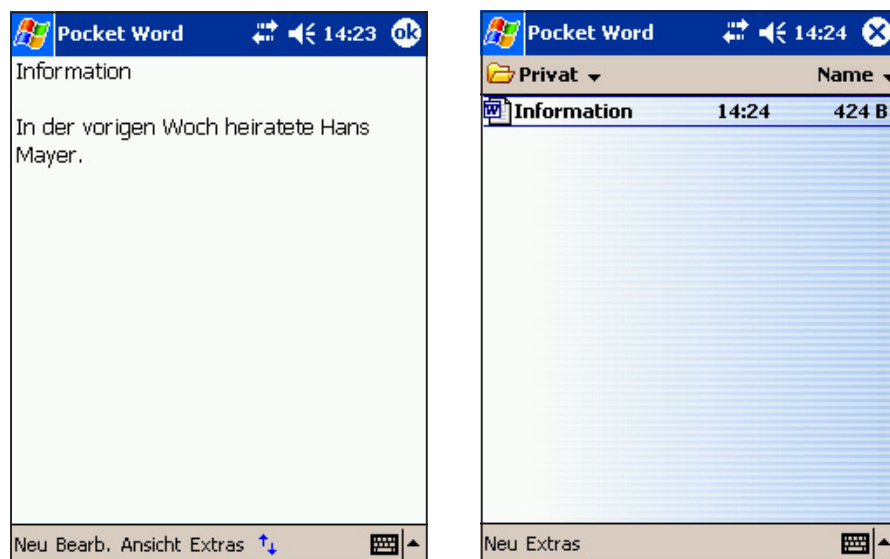 Pocket Word 14:23 ok
Information
In der vorigen Woch heiratete Hans
Mayer.
Neu Bearb. Ansicht Extras
Pocket Word 14:24
Privat Name
Information 14:24 424 B
Neu Extras